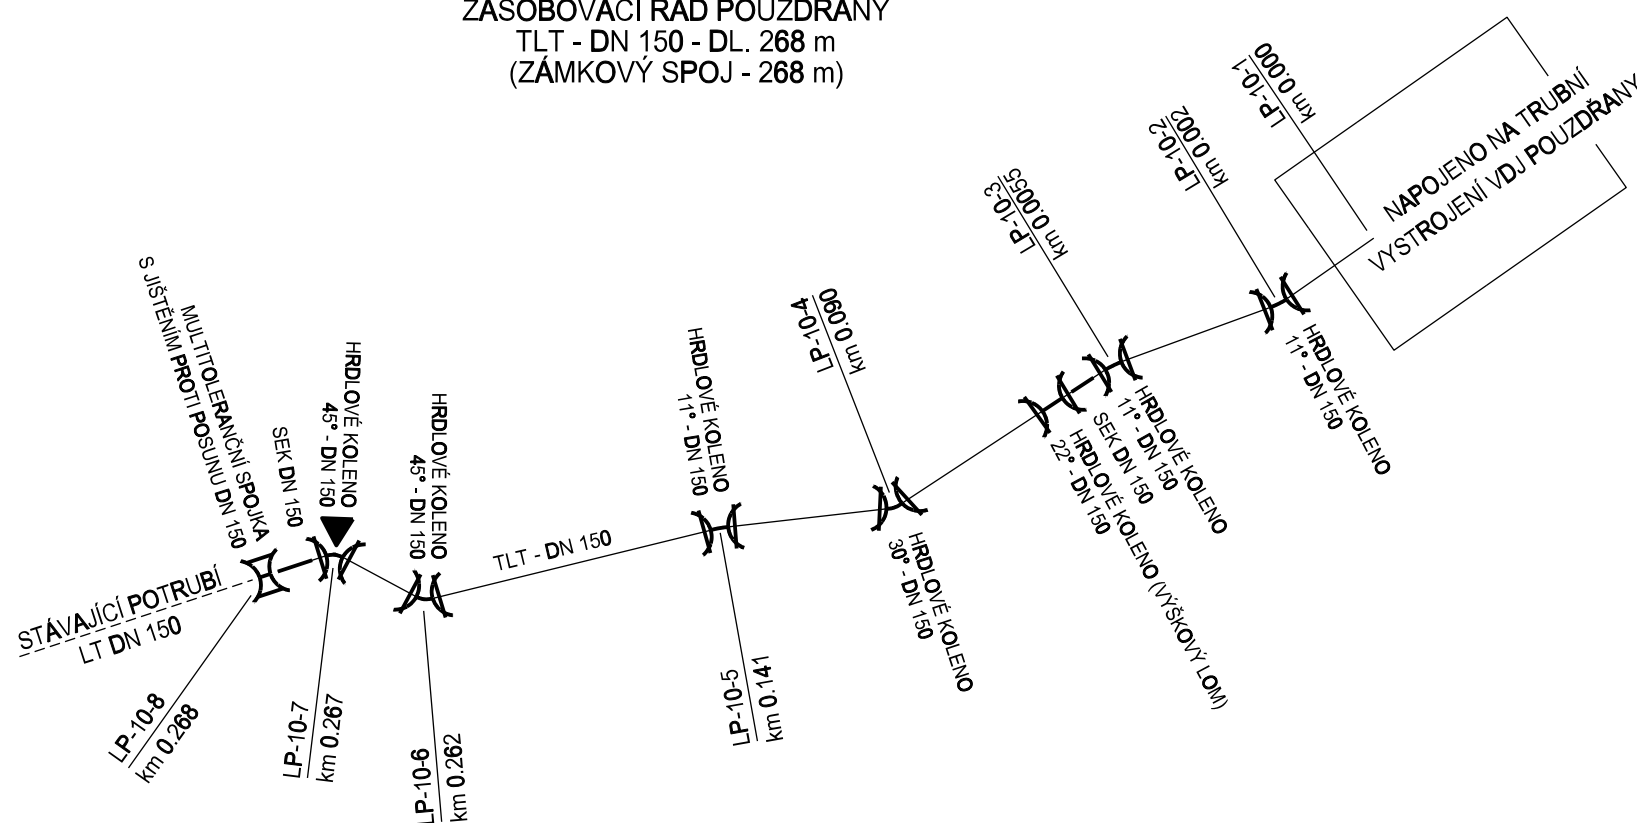 ZÁSOBOVACÍ ŘAD POUZDŘANY
TLT - DN 150 - DL. 268 m
(ZÁMKOVÝ SPOJ - 268 m)
LP-10-1
km 0.000
NAPOJENO NA TRUBNÍ
VYSTROJENÍ VDJ POUZDŘANY
LP-10-2
km 0.002
HRDLOVÉ KOLENO
11° - DN 150
LP-10-3
km 0.0055
HRDLOVÉ KOLENO
11° - DN 150
SEK DN 150
HRDLOVÉ KOLENO (VÝŠKOVÝ LOM)
22° - DN 150
LP-10-4
km 0.090
HRDLOVÉ KOLENO
30° - DN 150
HRDLOVÉ KOLENO
11° - DN 150
LP-10-5
km 0.141
TLT - DN 150
HRDLOVÉ KOLENO
45° - DN 150
LP-10-6
km 0.262
HRDLOVÉ KOLENO
45° - DN 150
LP-10-7
km 0.267
SEK DN 150
MULTITOLERANČNÍ SPOJKA
S JIŠTĚNÍM PROTI POSUNU DN 150
LP-10-8
km 0.268
STÁVAJÍCÍ POTRUBÍ
LT DN 150